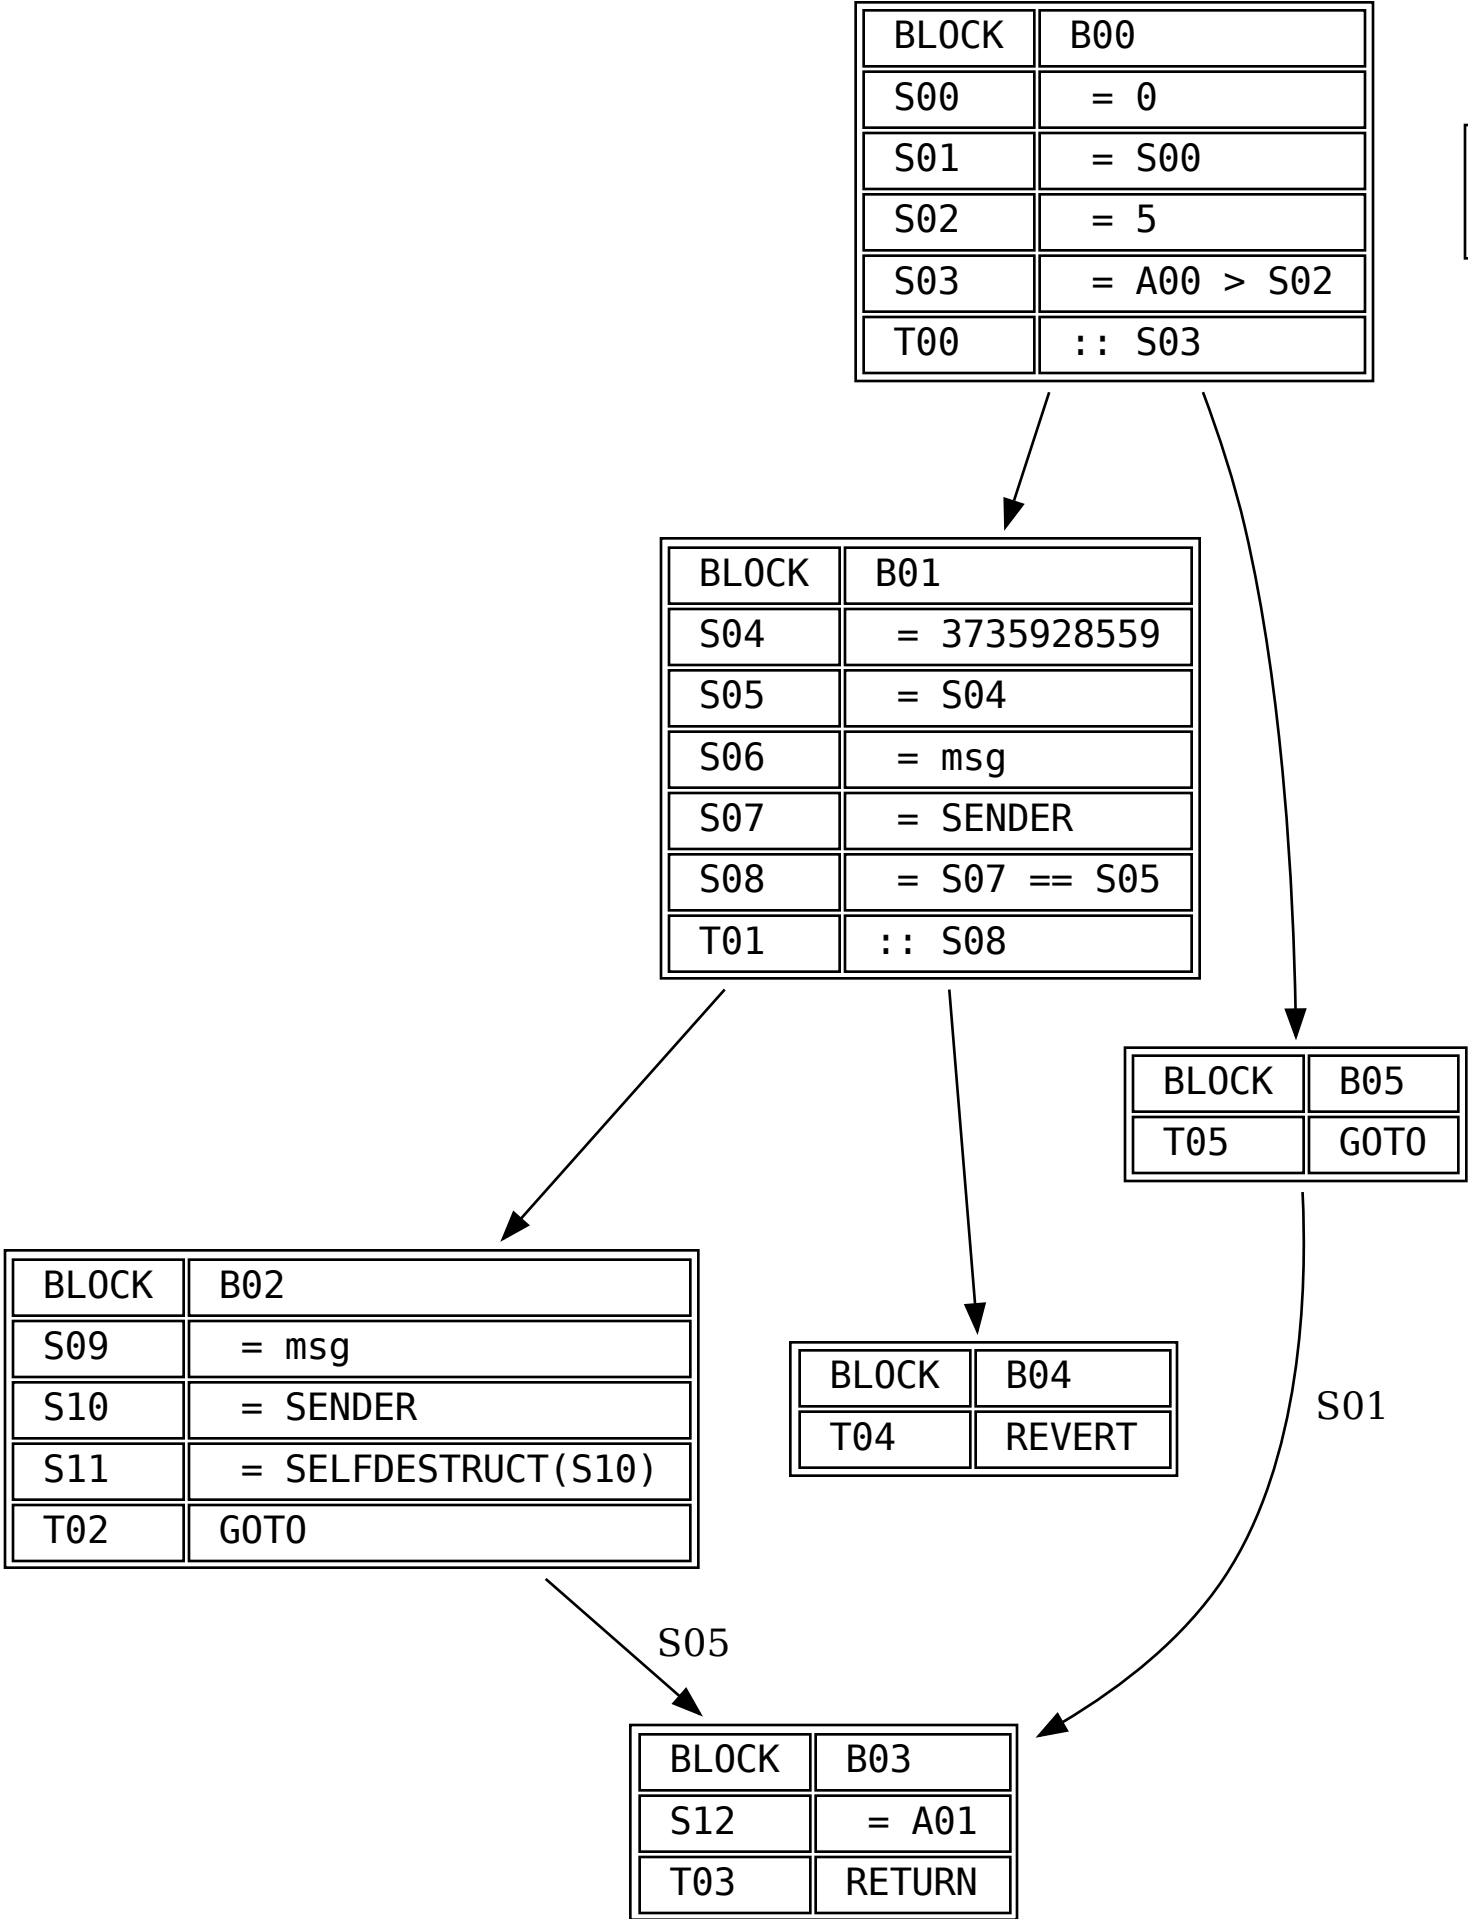 BLOCK B00
S00 = 0
S01 = S00
S02 = 5
S03 = A00 > S02
T00 :: S03
BLOCK B01
S04 = 3735928559
S05 = S04
S06 = msg
S07 = SENDER
S08 = S07 == S05
T01 :: S08
BLOCK B05
T05 GOTO
BLOCK B02
S09 = msg
S10 = SENDER
S11 = SELFDESTRUCT(S10)
T02 GOTO
BLOCK B04
T04 REVERT
S01
S05
BLOCK B03
S12 = A01
T03 RETURN